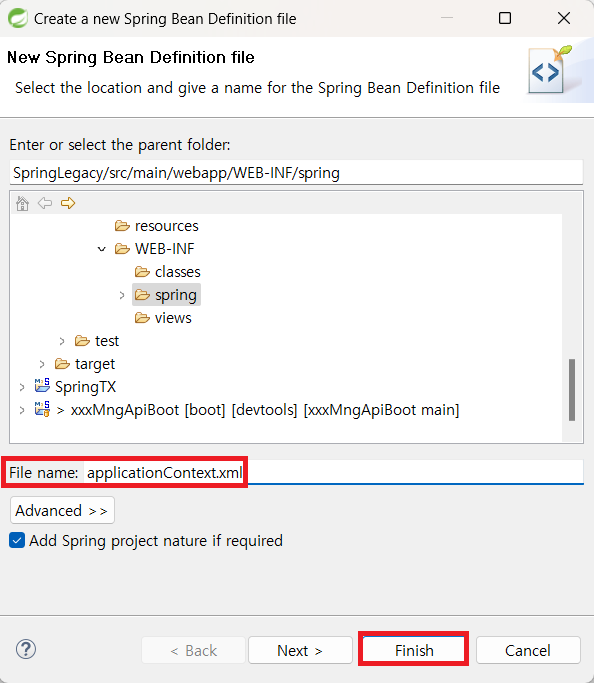 Create a new Spring Bean Definition file
New Spring Bean Definition file
Select the location and give a name for the Spring Bean Definition file
Enter or select the parent folder:
SpringLegacy/src/main/webapp/WEB-INF/spring
resources
WEB-INF
classes
spring
views
test
target
SpringTX
> xxxMngApiBoot [boot] [devtools] [xxxMngApiBoot main]
File name: applicationContext.xml
Advanced >>
Add Spring project nature if required
< Back Next > Finish Cancel